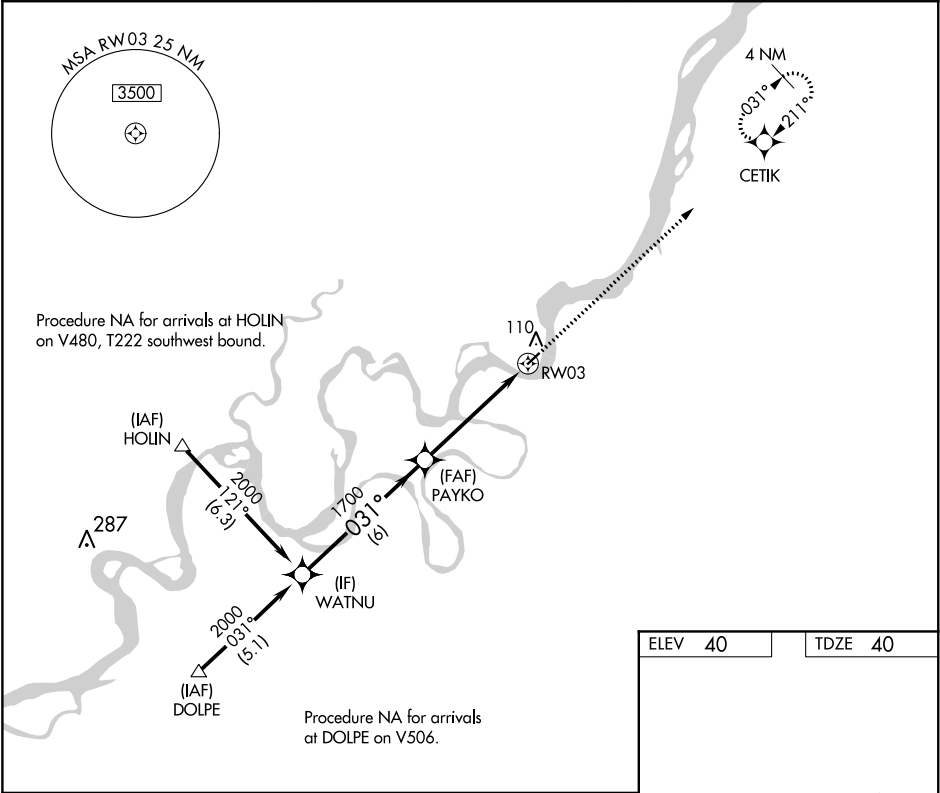 MSA RW03 25 NM
3500
4 NM
031°
211°
CETIK
Procedure NA for arrivals at HOLIN
on V480, T222 southwest bound.
110
RW03
(IAF)
HOLIN
2000
121°
(6.3)
(FAF)
PAYKO
1700
031°
(6)
287
(IF)
WATNU
2000
031°
(5.1)
(IAF)
DOLPE
Procedure NA for arrivals
at DOLPE on V506.
ELEV 40
TDZE 40